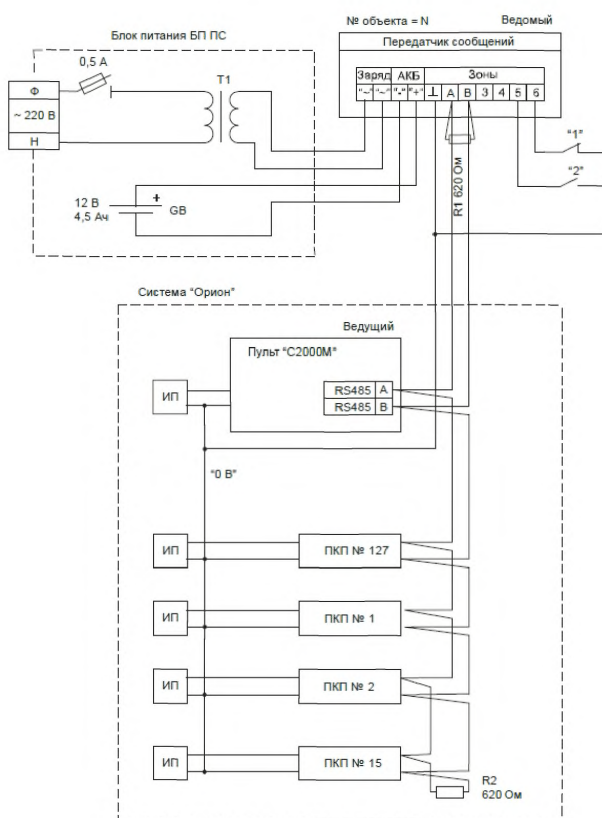 № объекта = N
Ведомый
Блок питания БП ПС
Передатчик сообщений
0,5 А
Заряд АКБ Зоны
"~" "~" "-" "+" ⊥ А В 3 4 5 6
Т1
Ф
~ 220 В
Н
"1"
"2"
R1 620 Ом
12 В
4,5 Ач
+
GB
Система "Орион"
Ведущий
Пульт "С2000М"
RS485 А
RS485 В
ИП
"0 В"
ИП
ПКП № 127
ИП
ПКП № 1
ИП
ПКП № 2
ИП
ПКП № 15
R2
620 Ом